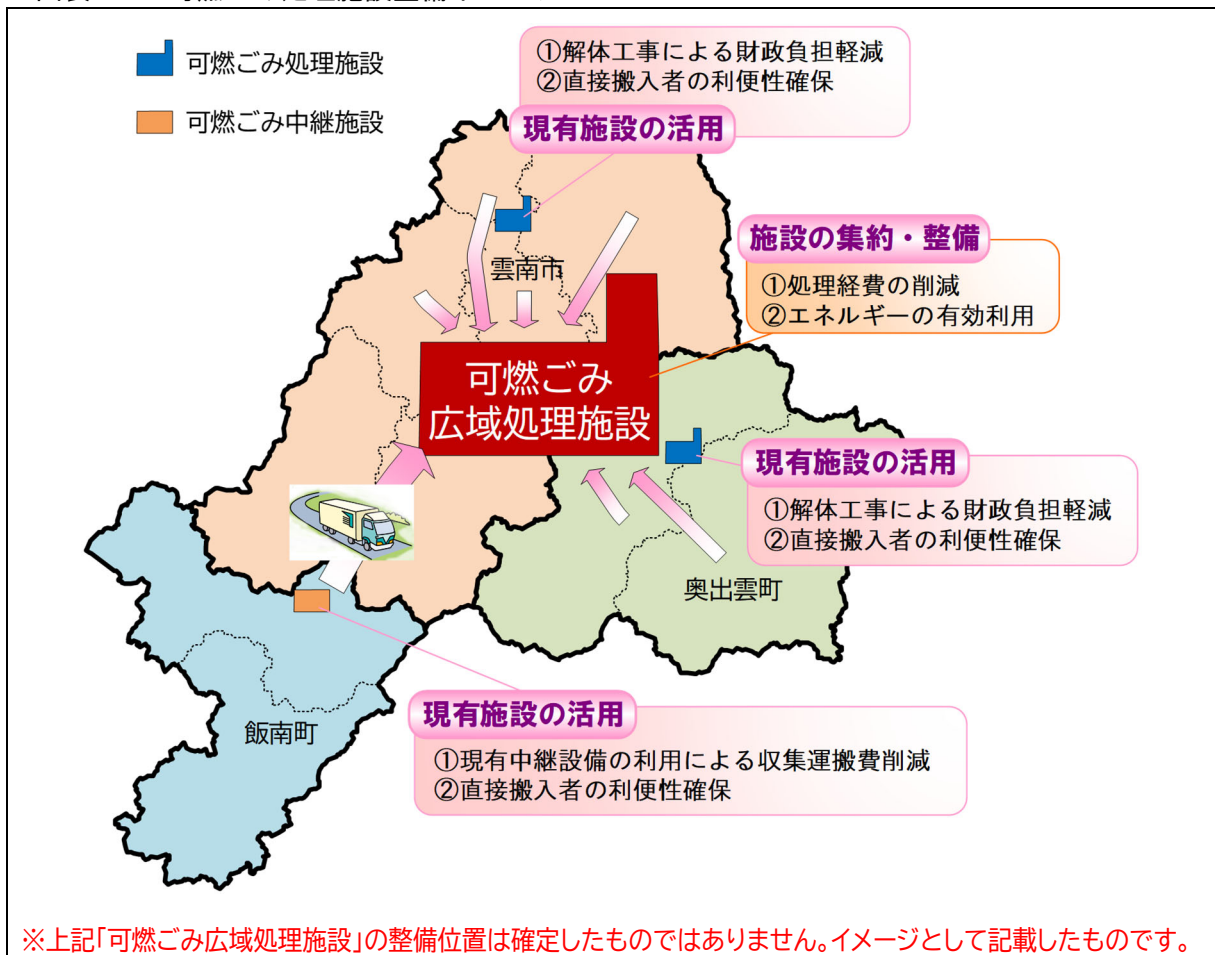 可燃ごみ処理施設
可燃ごみ中継施設
①解体工事による財政負担軽減
②直接搬入者の利便性確保
現有施設の活用
施設の集約・整備
①処理経費の削減
②エネルギーの有効利用
雲南市
可燃ごみ
広域処理施設
現有施設の活用
①解体工事による財政負担軽減
②直接搬入者の利便性確保
奥出雲町
飯南町
現有施設の活用
①現有中継設備の利用による収集運搬費削減
②直接搬入者の利便性確保
※上記「可燃ごみ広域処理施設」の整備位置は確定したものではありません。イメージとして記載したものです。